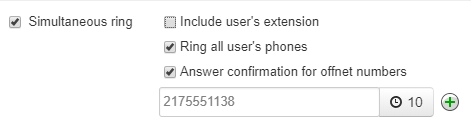 Simultaneous ring Include user's extension
Ring all user's phones
Answer confirmation for offnet numbers
2175551138 10